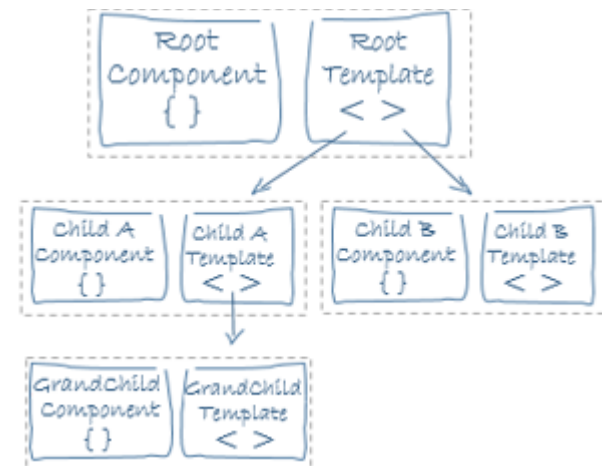 Root
Component
{ }
Root
Template
< >
Child A
Component
{ }
Child A
Template
< >
Child B
Component
{ }
Child B
Template
< >
GrandChild
Component
{ }
GrandChild
Template
< >